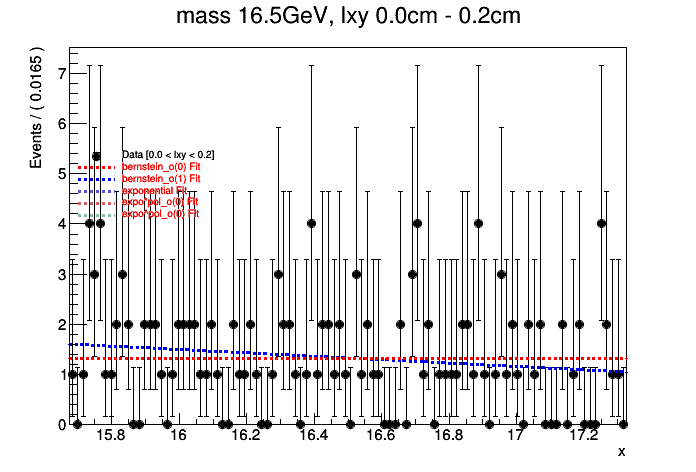 mass 16.5GeV, lxy 0.0cm - 0.2cm
Events / ( 0.0165 )
7
6
5
4
3
2
1
0
Data [0.0 < lxy < 0.2]
bernstein_o(0) Fit
bernstein_o(1) Fit
exponential Fit
expo*pol_o(0) Fit
expo*pol_o(0) Fit
15.8 16 16.2 16.4 16.6 16.8 17 17.2
x